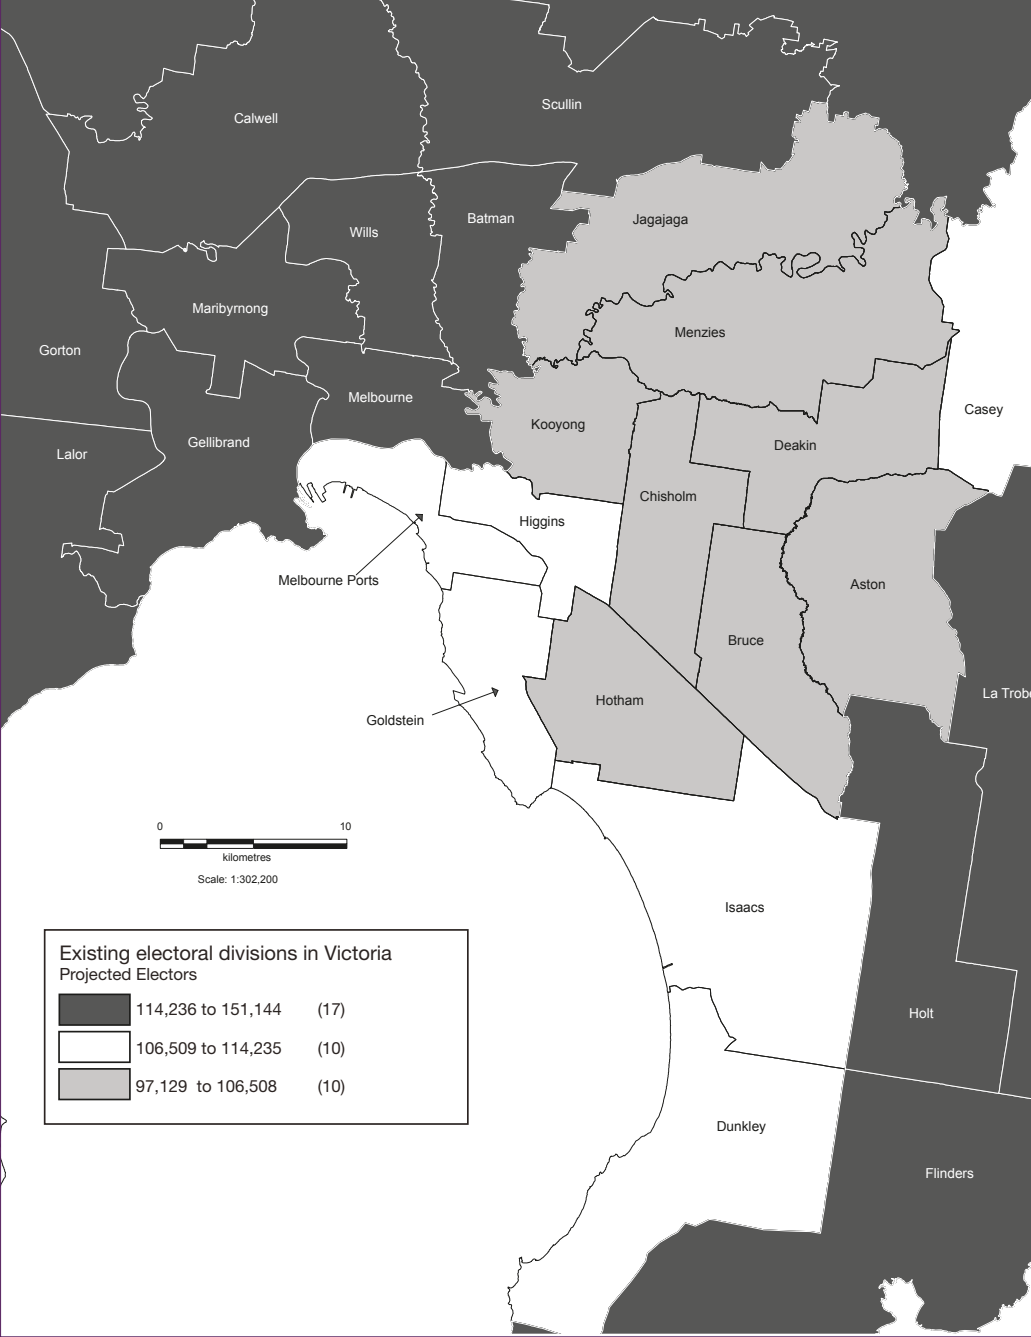 Scullin
Calwell
Batman
Jagajaga
Wills
Maribyrnong
Menzies
Gorton
Melbourne
Casey
Kooyong
Gellibrand
Deakin
Lalor
Chisholm
Higgins
Melbourne Ports
Aston
Bruce
La Trobe
Hotham
Goldstein
0 10
kilometres
Scale: 1:302,200
Isaacs
Existing electoral divisions in Victoria
Projected Electors
114,236 to 151,144 (17)
106,509 to 114,235 (10)
97,129 to 106,508 (10)
Holt
Dunkley
Flinders